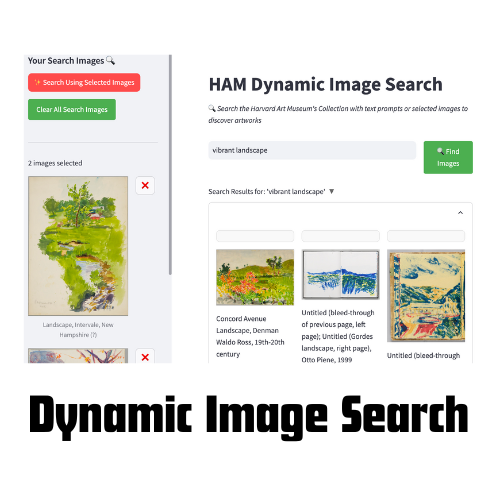 Your Search Images 🔍
✨ Search Using Selected Images
Clear All Search Images
2 images selected
Landscape, Intervale, New
Hampshire (?)
HAM Dynamic Image Search
🔍 Search the Harvard Art Museum's Collection with text prompts or selected images to
discover artworks
vibrant landscape
🔍 Find
Images
Search Results for: 'vibrant landscape' ▼
Concord Avenue
Landscape, Denman
Waldo Ross, 19th-20th
century
Untitled (bleed-through
of previous page, left
page); Untitled (Gordes
landscape, right page),
Otto Piene, 1999
Untitled (bleed-through
Dynamic Image Search